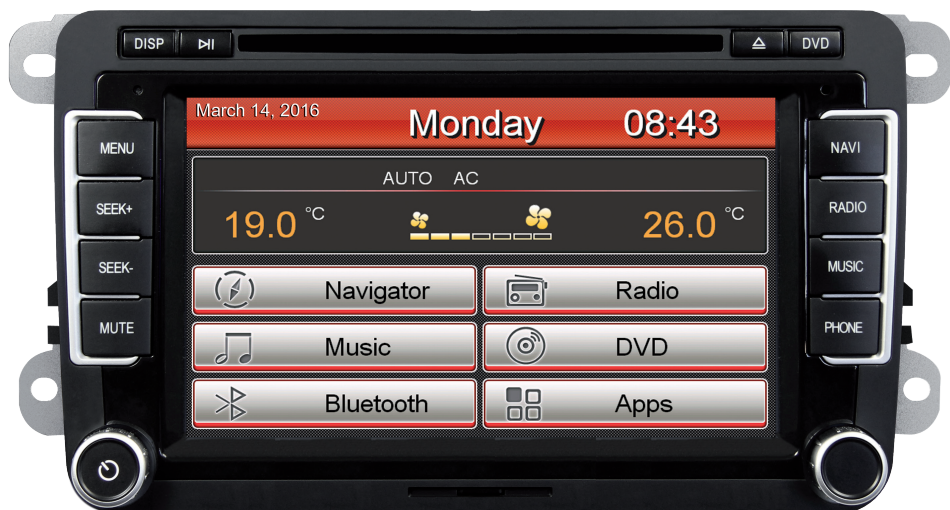 DISP
DVD
MENU
SEEK+
SEEK-
MUTE
March 14, 2016
Monday
08:43
AUTO AC
19.0 °C
26.0 °C
Navigator
Radio
Music
DVD
Bluetooth
Apps
NAVI
RADIO
MUSIC
PHONE